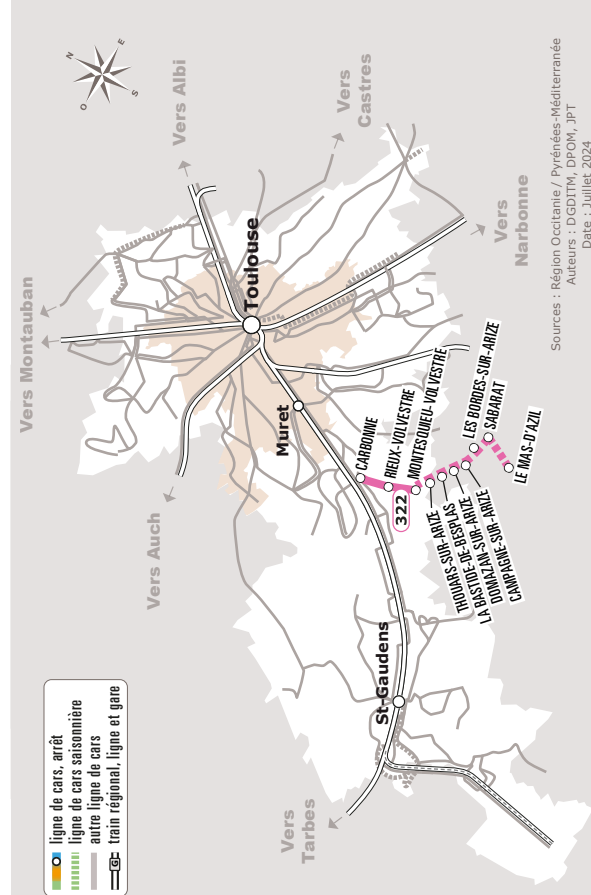 ligne de cars, arrêt
ligne de cars saisonnière
autre ligne de cars
G
train régional, ligne et gare
N
E
S
O
Vers Montauban
Vers Albi
Vers
Castres
Vers
Narbonne
Vers Auch
Vers
Tarbes
Toulouse
Muret
St-Gaudens
322
CARBONNE
RIEUX-VOLVESTRE
MONTESQUIEU-VOLVESTRE
THOUARS-SUR-ARIZE
LA BASTIDE-DE-BESPLAS
DOMAZAN-SUR-ARIZE
CAMPAGNE-SUR-ARIZE
LES BORDES-SUR-ARIZE
SABARAT
LE MAS-D'AZIL
Sources : Région Occitanie / Pyrénées-Méditerranée
Auteurs : DGDITM, DPOM, JPT
Date : Juillet 2024